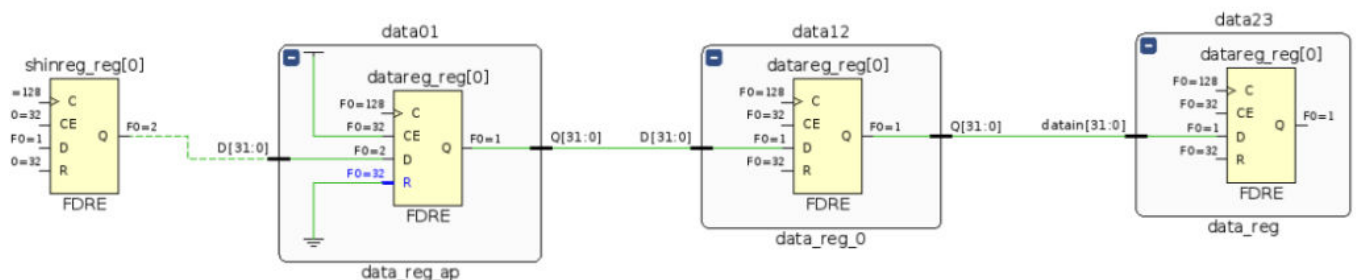 shinreg_reg[0]
=128
C
0=32
CE
F0=1
D
0=32
R
Q
F0=2
FDRE
data01
D[31:0]
datareg_reg[0]
F0=128
C
F0=32
CE
F0=2
D
F0=32
R
Q
F0=1
FDRE
data_reg_ap
Q[31:0]
data12
D[31:0]
datareg_reg[0]
F0=128
C
F0=32
CE
F0=1
D
F0=32
R
Q
F0=1
FDRE
data_reg_0
Q[31:0]
data23
datain[31:0]
datareg_reg[0]
F0=128
C
F0=32
CE
F0=1
D
F0=32
R
Q
F0=1
FDRE
data_reg